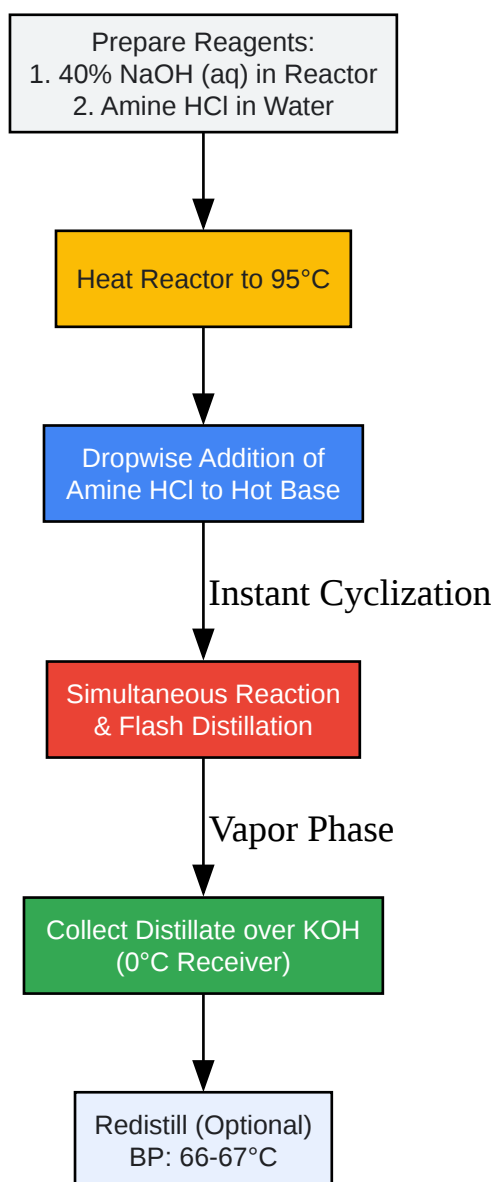 Prepare Reagents:
1. 40% NaOH (aq) in Reactor
2. Amine HCl in Water
Heat Reactor to 95°C
Dropwise Addition of
Amine HCl to Hot Base
Instant Cyclization
Simultaneous Reaction
& Flash Distillation
Vapor Phase
Collect Distillate over KOH
(0°C Receiver)
Redistill (Optional)
BP: 66-67°C